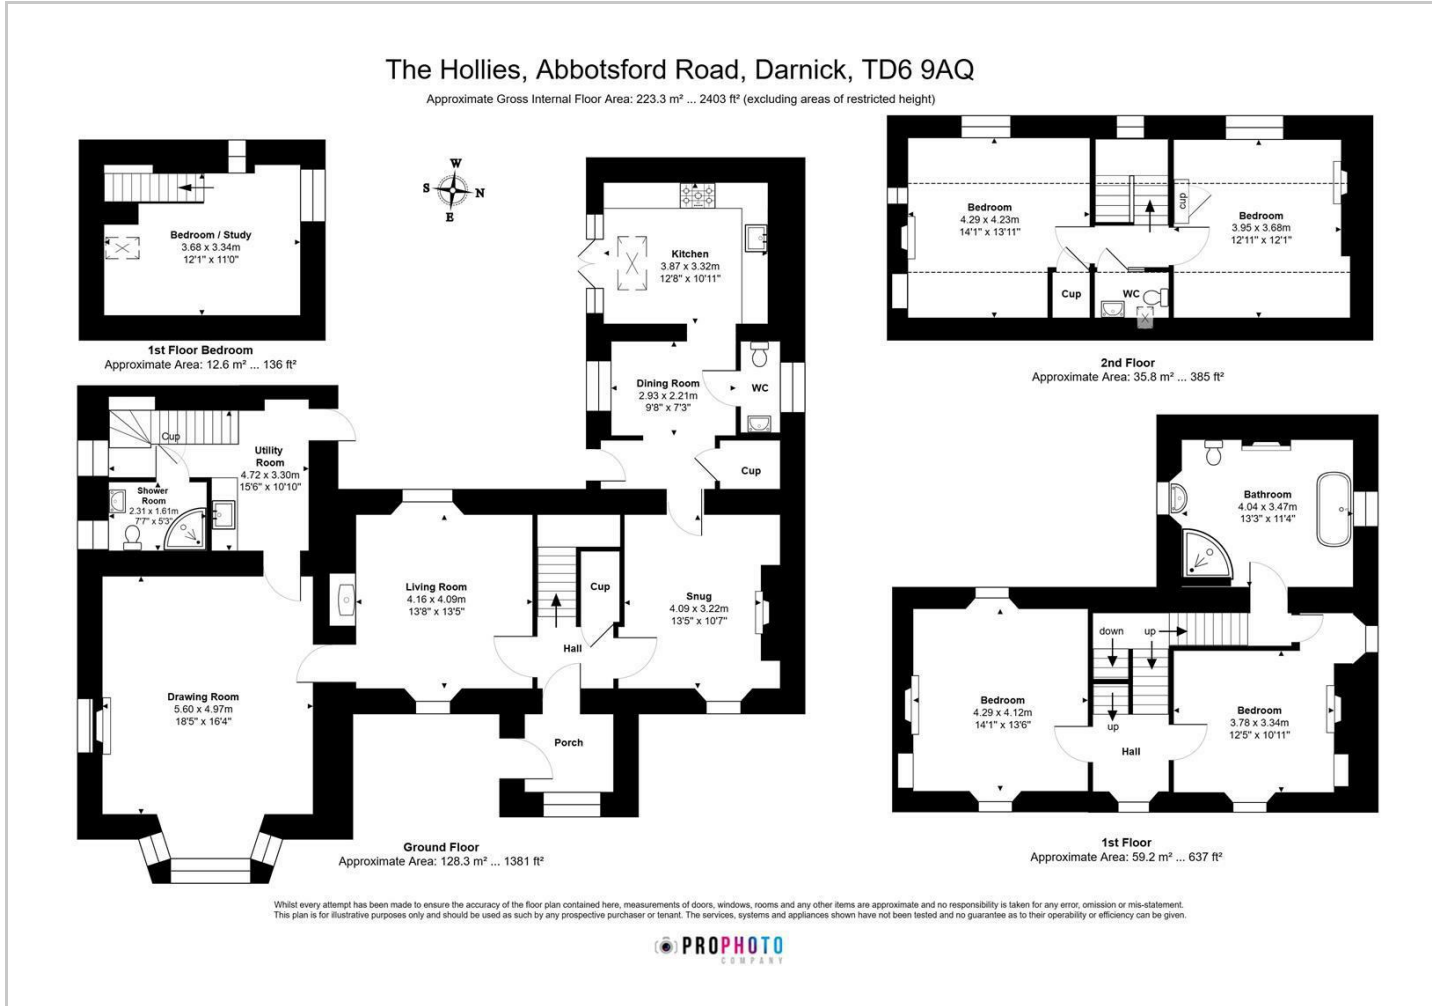 The Hollies, Abbotsford Road, Darnick, TD6 9AQ
Approximate Gross Internal Floor Area: 223.3 m² ... 2403 ft² (excluding areas of restricted height)
W
S
N
E
Bedroom / Study
3.68 x 3.34m
12'1" x 11'0"
1st Floor Bedroom
Approximate Area: 12.6 m² ... 136 ft²
Kitchen
3.87 x 3.32m
12'8" x 10'11"
Dining Room
2.93 x 2.21m
9'8" x 7'3"
WC
Cup
Cup
Utility
Room
4.72 x 3.30m
15'6" x 10'10"
Shower
Room
2.31 x 1.61m
7'7" x 5'3"
Living Room
4.16 x 4.09m
13'8" x 13'5"
Cup
Hall
Snug
4.09 x 3.22m
13'5" x 10'7"
Drawing Room
5.60 x 4.97m
18'5" x 16'4"
Porch
Ground Floor
Approximate Area: 128.3 m² ... 1381 ft²
Bedroom
4.29 x 4.23m
14'1" x 13'11"
cup
Bedroom
3.95 x 3.68m
12'11" x 12'1"
Cup
WC
2nd Floor
Approximate Area: 35.8 m² ... 385 ft²
Bathroom
4.04 x 3.47m
13'3" x 11'4"
down
up
Bedroom
4.29 x 4.12m
14'1" x 13'6"
up
Hall
Bedroom
3.78 x 3.34m
12'5" x 10'11"
1st Floor
Approximate Area: 59.2 m² ... 637 ft²
Whilst every attempt has been made to ensure the accuracy of the floor plan contained here, measurements of doors, windows, rooms and any other items are approximate and no responsibility is taken for any error, omission or mis-statement.
This plan is for illustrative purposes only and should be used as such by any prospective purchaser or tenant. The services, systems and appliances shown have not been tested and no guarantee as to their operability or efficiency can be given.
PROPHOTO
COMPANY